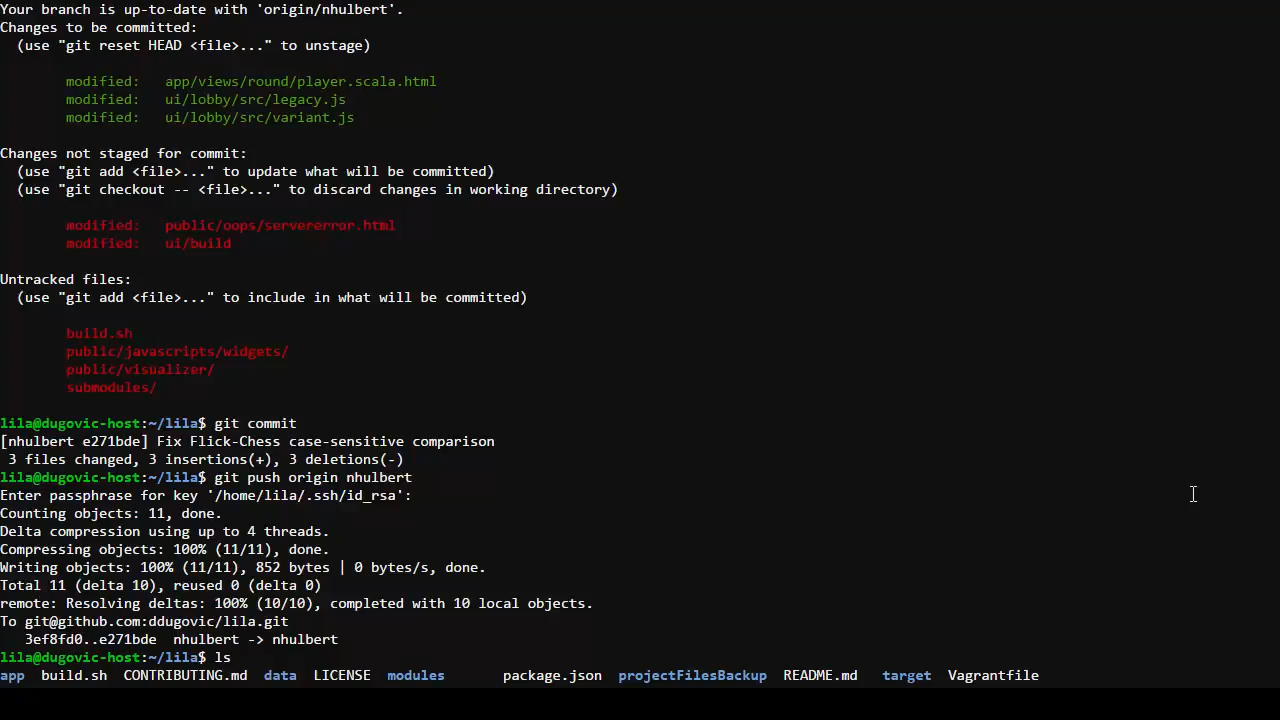 Your branch is up-to-date with 'origin/nhulbert'.
Changes to be committed:
  (use "git reset HEAD <file>..." to unstage)

        modified:   app/views/round/player.scala.html
        modified:   ui/lobby/src/legacy.js
        modified:   ui/lobby/src/variant.js

Changes not staged for commit:
  (use "git add <file>..." to update what will be committed)
  (use "git checkout -- <file>..." to discard changes in working directory)

        modified:   public/oops/servererror.html
        modified:   ui/build

Untracked files:
  (use "git add <file>..." to include in what will be committed)

        build.sh
        public/javascripts/widgets/
        public/visualizer/
        submodules/

lila@dugovic-host:~/lila$ git commit
[nhulbert e271bde] Fix Flick-Chess case-sensitive comparison
 3 files changed, 3 insertions(+), 3 deletions(-)
lila@dugovic-host:~/lila$ git push origin nhulbert
Enter passphrase for key '/home/lila/.ssh/id_rsa':
Counting objects: 11, done.
Delta compression using up to 4 threads.
Compressing objects: 100% (11/11), done.
Writing objects: 100% (11/11), 852 bytes | 0 bytes/s, done.
Total 11 (delta 10), reused 0 (delta 0)
remote: Resolving deltas: 100% (10/10), completed with 10 local objects.
To git@github.com:ddugovic/lila.git
   3ef8fd0..e271bde  nhulbert -> nhulbert
lila@dugovic-host:~/lila$ ls
app  build.sh  CONTRIBUTING.md  data  LICENSE  modules       package.json  projectFilesBackup  README.md   target  Vagrantfile